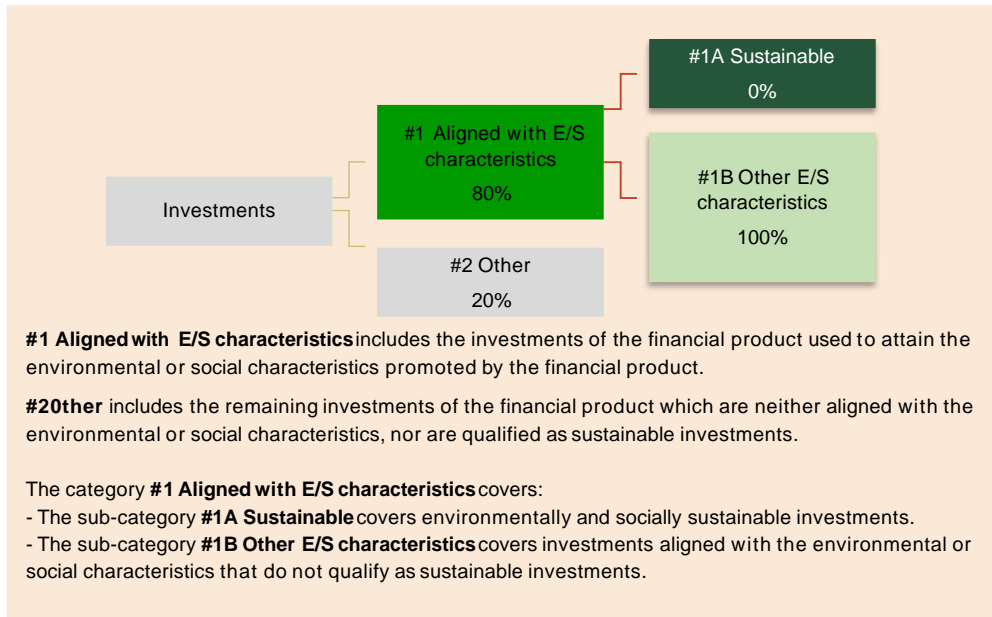 #1A Sustainable
0%
#1 Aligned with E/S
characteristics
80%
#1B Other E/S
characteristics
100%
Investments
#2 Other
20%
#1 Aligned with E/S characteristics includes the investments of the financial product used to attain the
environmental or social characteristics promoted by the financial product.
#20ther includes the remaining investments of the financial product which are neither aligned with the
environmental or social characteristics, nor are qualified as sustainable investments.
The category #1 Aligned with E/S characteristics covers:
- The sub-category #1A Sustainable covers environmentally and socially sustainable investments.
- The sub-category #1B Other E/S characteristics covers investments aligned with the environmental or
social characteristics that do not qualify as sustainable investments.